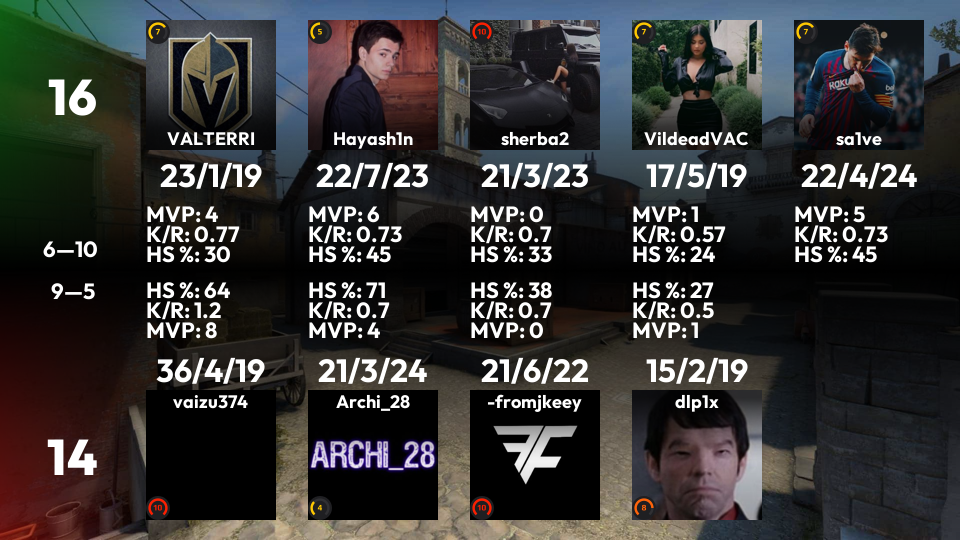 16
7
VALTERRI
23/1/19
MVP: 4
K/R: 0.77
HS %: 30
5
Hayash1n
22/7/23
MVP: 6
K/R: 0.73
HS %: 45
10
sherba2
21/3/23
MVP: 0
K/R: 0.7
HS %: 33
7
VildeadVAC
17/5/19
MVP: 1
K/R: 0.57
HS %: 24
7
Raku
be
sa1ve
22/4/24
MVP: 5
K/R: 0.73
HS %: 45
6—10
9—5
HS %: 64
K/R: 1.2
MVP: 8
36/4/19
vaizu374
10
HS %: 71
K/R: 0.7
MVP: 4
21/3/24
Archi_28
ARCHI_28
4
HS %: 38
K/R: 0.7
MVP: 0
21/6/22
-fromjkeey
10
HS %: 27
K/R: 0.5
MVP: 1
15/2/19
dlp1x
8
14